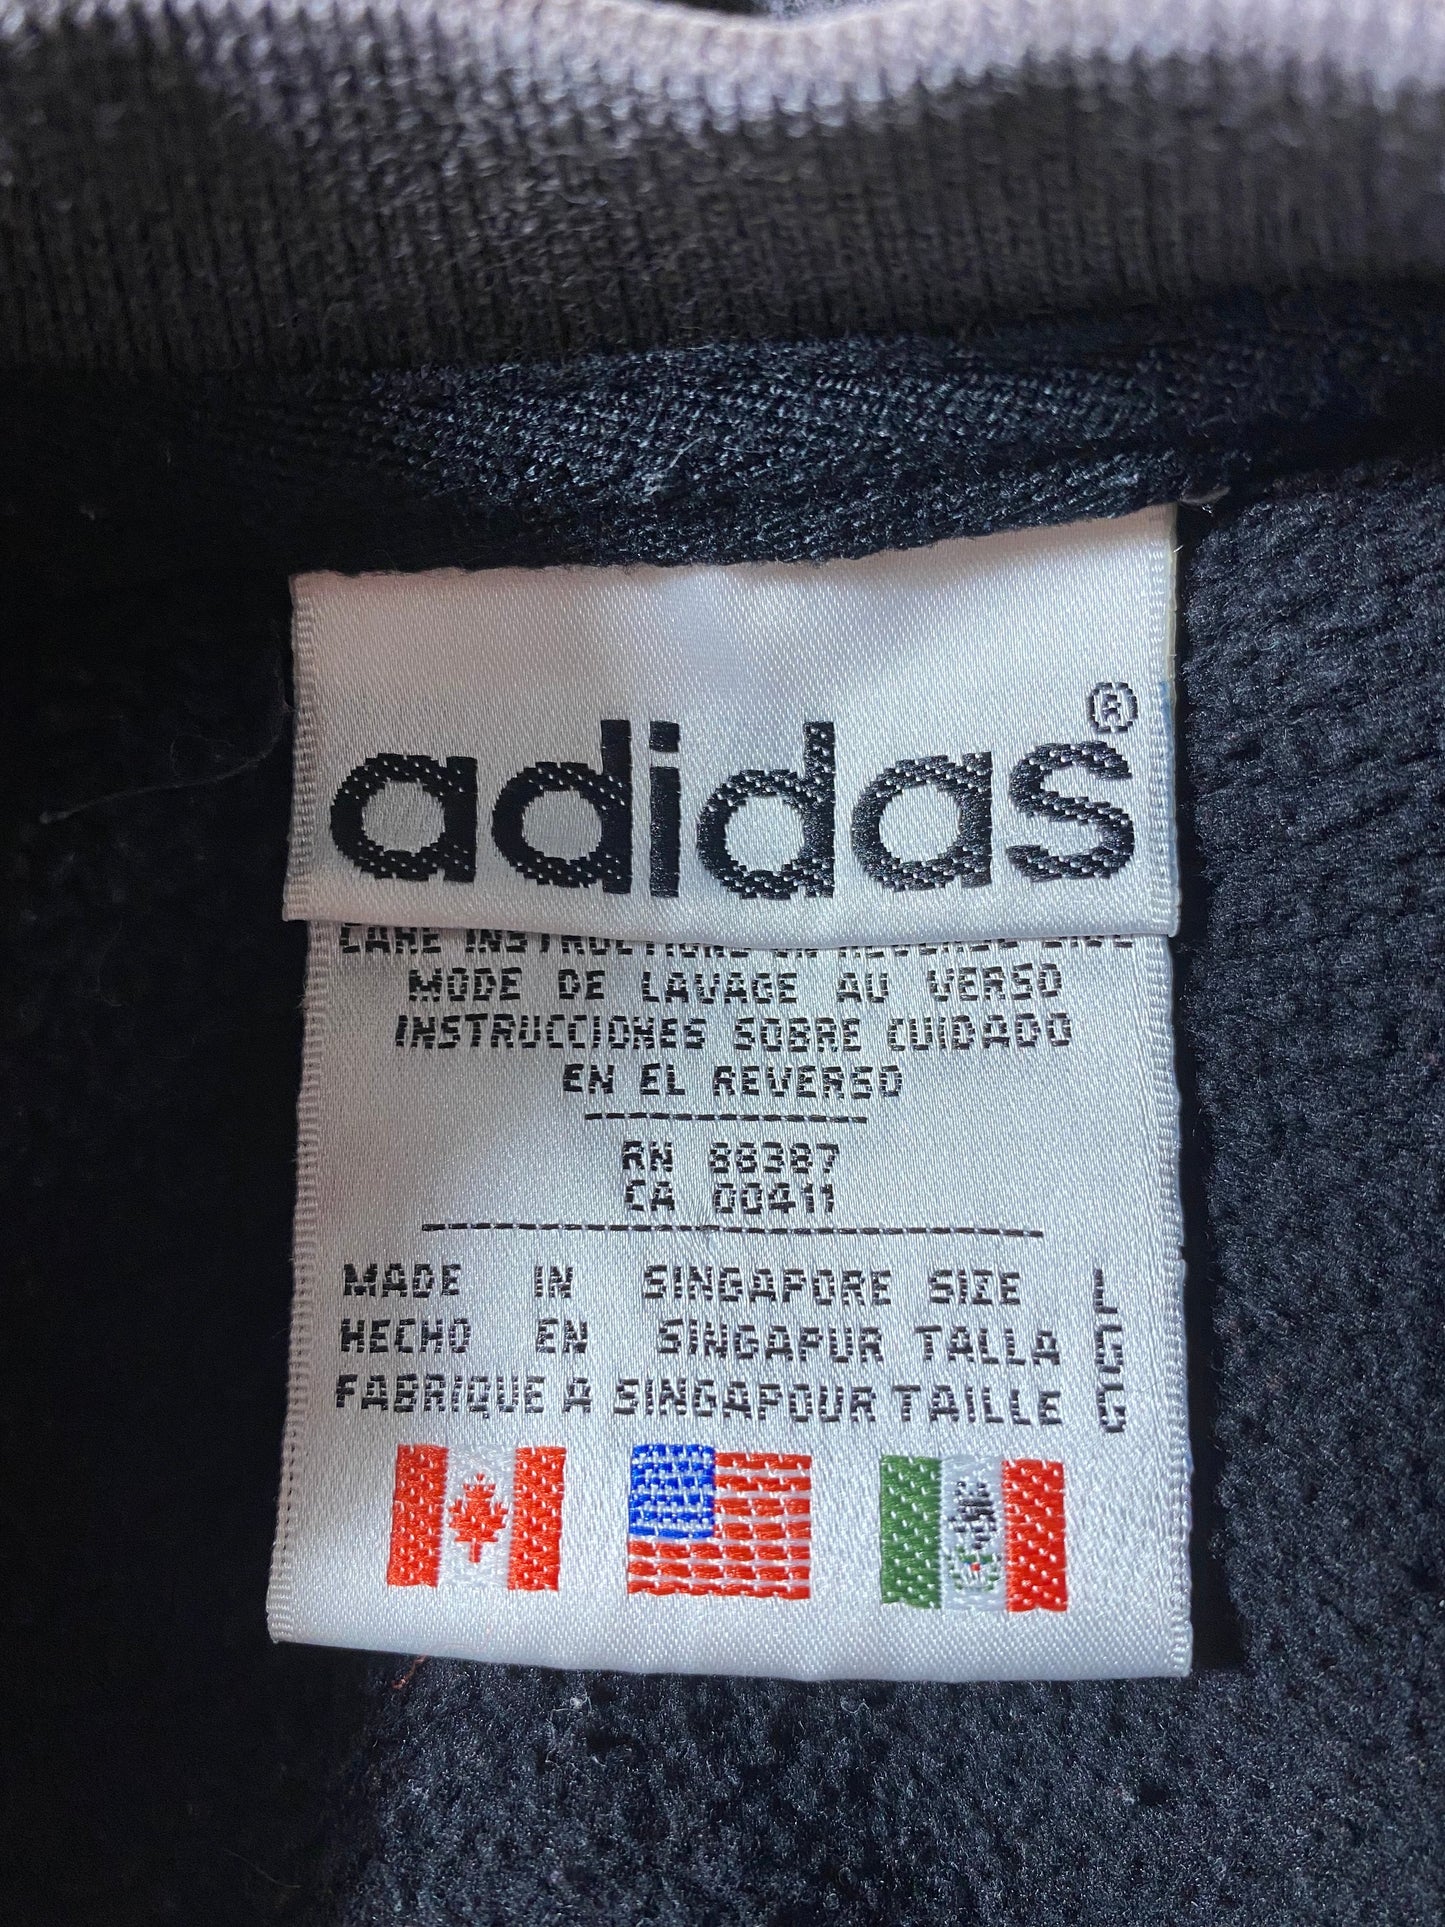 adidas®
CARE INSTRUCTIONS ON REVERSE SIDE
MODE DE LAVAGE AU VERSO
INSTRUCCIONES SOBRE CUIDADO
EN EL REVERSO
RN 88387
CA 00411
MADE IN SINGAPORE SIZE
HECHO EN SINGAPUR TALLA
FABRIQUE A SINGAPOUR TAILLE